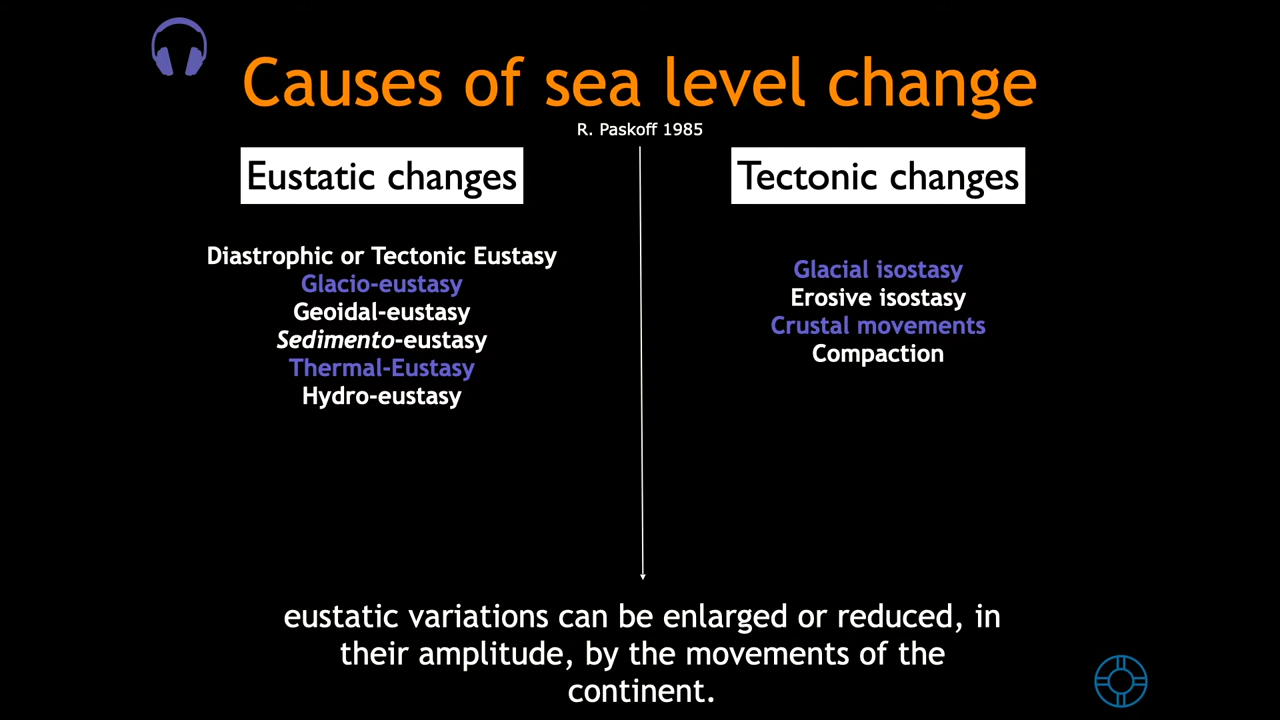 Causes of sea level change
R. Paskoff 1985
Eustatic changes
Diastrophic or Tectonic Eustasy
Glacio-eustasy
Geoidal-eustasy
Sedimento-eustasy
Thermal-Eustasy
Hydro-eustasy
Tectonic changes
Glacial isostasy
Erosive isostasy
Crustal movements
Compaction
eustatic variations can be enlarged or reduced, in
their amplitude, by the movements of the
continent.